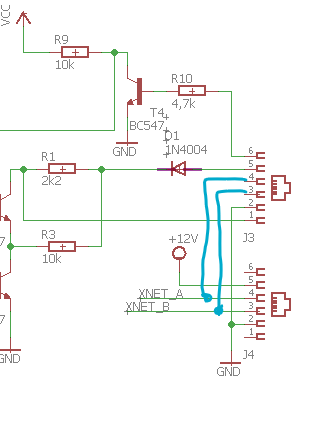 VCC
R9
10k
R10
4,7k
T4
BC547
D1
1N4004
GND
R1
2k2
6
5
4
3
2
1
J3
R3
10k
+12V
XNET_A
XNET_B
6
5
4
3
2
1
J4
7
7
GND
GND